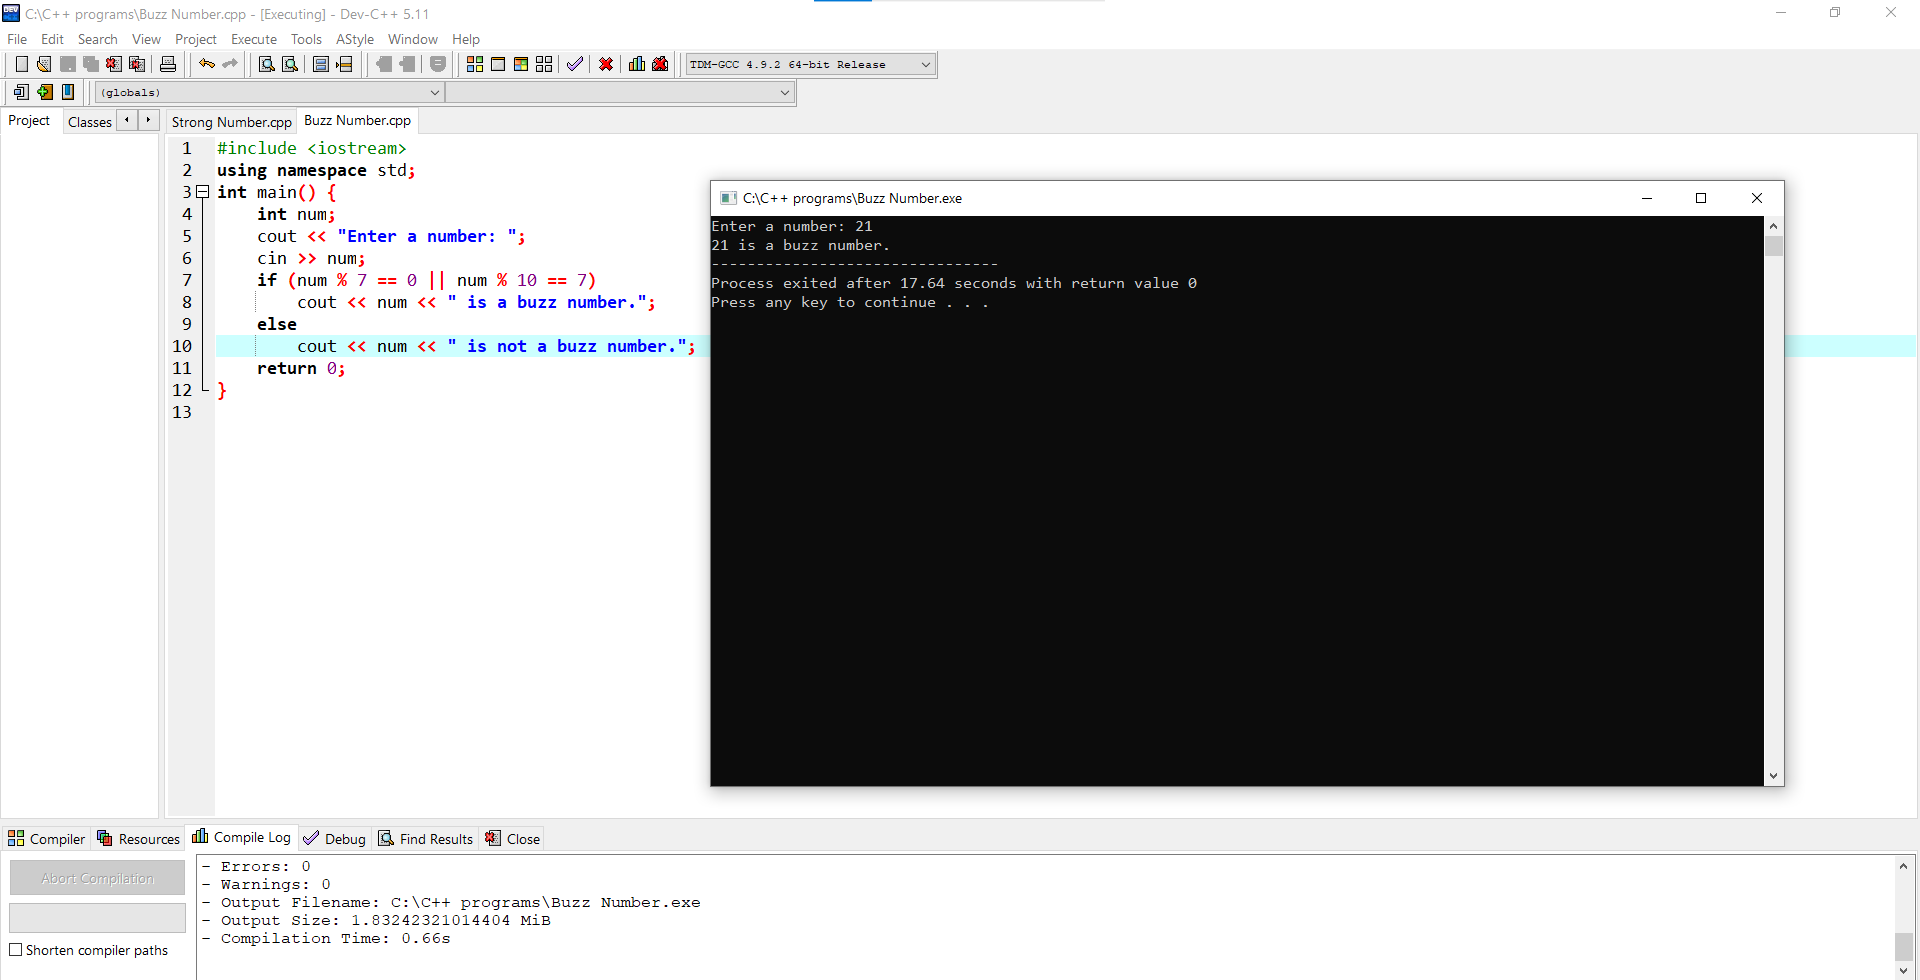 C:\C++ programs\Buzz Number.cpp - [Executing] - Dev-C++ 5.11
File Edit Search View Project Execute Tools AStyle Window Help
TDM-GCC 4.9.2 64-bit Release
(globals)
Project Classes Strong Number.cpp Buzz Number.cpp
1 #include <iostream>
2 using namespace std;
3 int main() {
4 int num;
5 cout << "Enter a number: ";
6 cin >> num;
7 if (num % 7 == 0 || num % 10 == 7)
8 cout << num << " is a buzz number.";
9 else
10 cout << num << " is not a buzz number.";
11 return 0;
12 }
13
C:\C++ programs\Buzz Number.exe
Enter a number: 21
21 is a buzz number.
--------------------------------
Process exited after 17.64 seconds with return value 0
Press any key to continue . . .
Compiler Resources Compile Log Debug Find Results Close
Abort Compilation
Shorten compiler paths
- Errors: 0
- Warnings: 0
- Output Filename: C:\C++ programs\Buzz Number.exe
- Output Size: 1.83242321014404 MiB
- Compilation Time: 0.66s